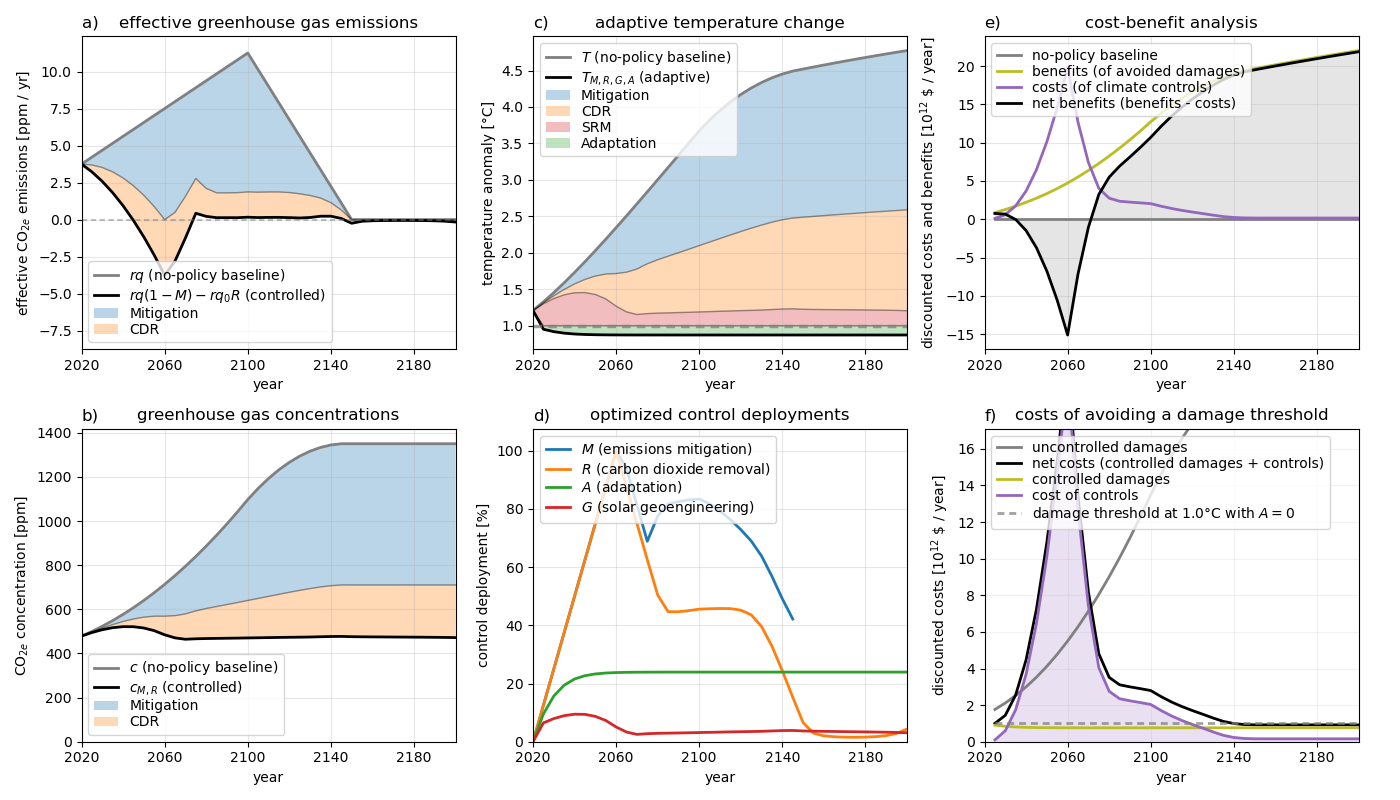 a) effective greenhouse gas emissions
effective CO2e emissions [ppm / yr]
10.0
7.5
5.0
2.5
0.0
−2.5
−5.0
−7.5
rq (no-policy baseline)
rq(1 − M) − rq0R (controlled)
Mitigation
CDR
2020 2060 2100 2140 2180
year
c) adaptive temperature change
temperature anomaly [°C]
4.5
4.0
3.5
3.0
2.5
2.0
1.5
1.0
T (no-policy baseline)
TM, R, G, A (adaptive)
Mitigation
CDR
SRM
Adaptation
2020 2060 2100 2140 2180
year
e) cost-benefit analysis
discounted costs and benefits [10^12 $ / year]
20
15
10
5
0
−5
−10
−15
no-policy baseline
benefits (of avoided damages)
costs (of climate controls)
net benefits (benefits - costs)
2020 2060 2100 2140 2180
year
b) greenhouse gas concentrations
CO2e concentration [ppm]
1400
1200
1000
800
600
400
200
0
c (no-policy baseline)
cM, R (controlled)
Mitigation
CDR
2020 2060 2100 2140 2180
year
d) optimized control deployments
control deployment [%]
100
80
60
40
20
0
M (emissions mitigation)
R (carbon dioxide removal)
A (adaptation)
G (solar geoengineering)
2020 2060 2100 2140 2180
year
f) costs of avoiding a damage threshold
discounted costs [10^12 $ / year]
16
14
12
10
8
6
4
2
0
uncontrolled damages
net costs (controlled damages + controls)
controlled damages
cost of controls
damage threshold at 1.0°C with A = 0
2020 2060 2100 2140 2180
year